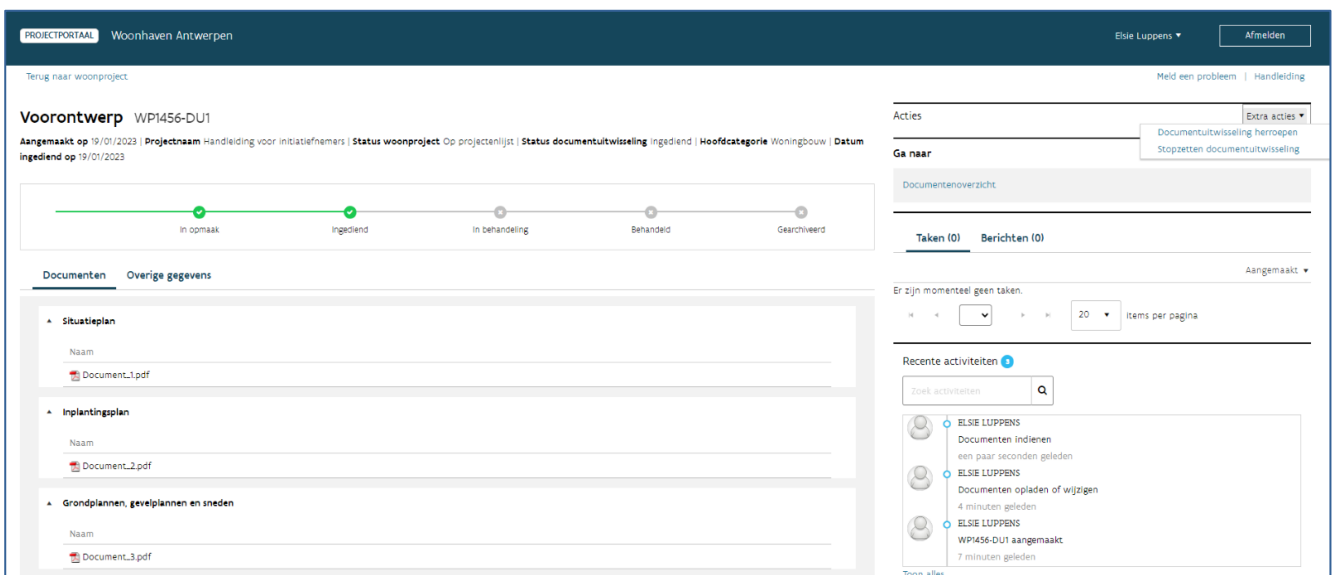 PROJECTPORTAAL Woonhaven Antwerpen
Elsie Luppens
Afmelden
Terug naar woonproject
Meld een probleem | Handleiding
Voorontwerp WP1456-DU1
Aangemaakt op 19/01/2023 | Projectnaam Handleiding voor initiatiefnemers | Status woonproject Op projectenlijst | Status documentuitwisseling Ingediend | Hoofdcategorie Woningbouw | Datum
ingediend op 19/01/2023
In opmaak
Ingediend
In behandeling
Behandeld
Gearchiveerd
Documenten
Overige gegevens
Situatieplan
Naam
Document_1.pdf
Inplantingsplan
Naam
Document_2.pdf
Grondplannen, gevelplannen en sneden
Naam
Document_3.pdf
Acties
Extra acties
Documentuitwisseling herroepen
Stopzetten documentuitwisseling
Ga naar
Documentenoverzicht
Taken (0)
Berichten (0)
Aangemaakt
Er zijn momenteel geen taken.
20
items per pagina
Recente activiteiten 3
Zoek activiteiten
ELSIE LUPPENS
Documenten indienen
een paar seconden geleden
ELSIE LUPPENS
Documenten opladen of wijzigen
4 minuten geleden
ELSIE LUPPENS
WP1456-DU1 aangemaakt
7 minuten geleden
Toon alles